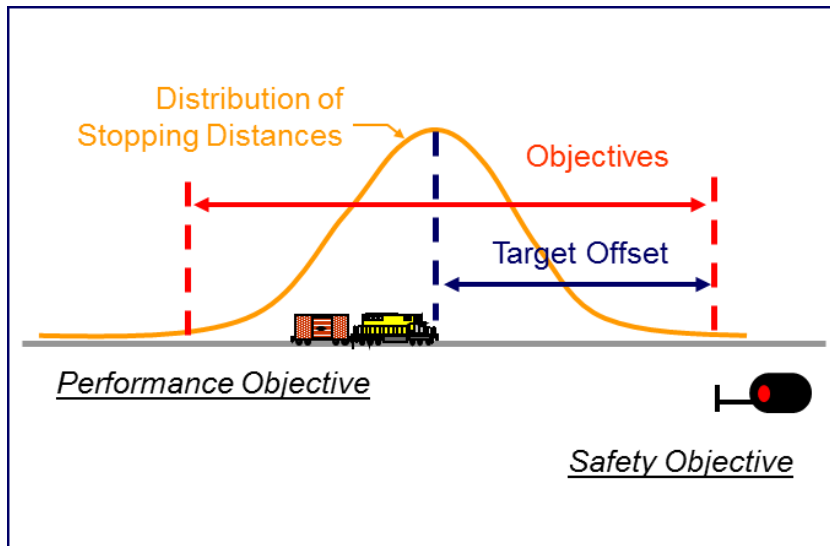 Distribution of
Stopping Distances
Objectives
Target Offset
Performance Objective
Safety Objective